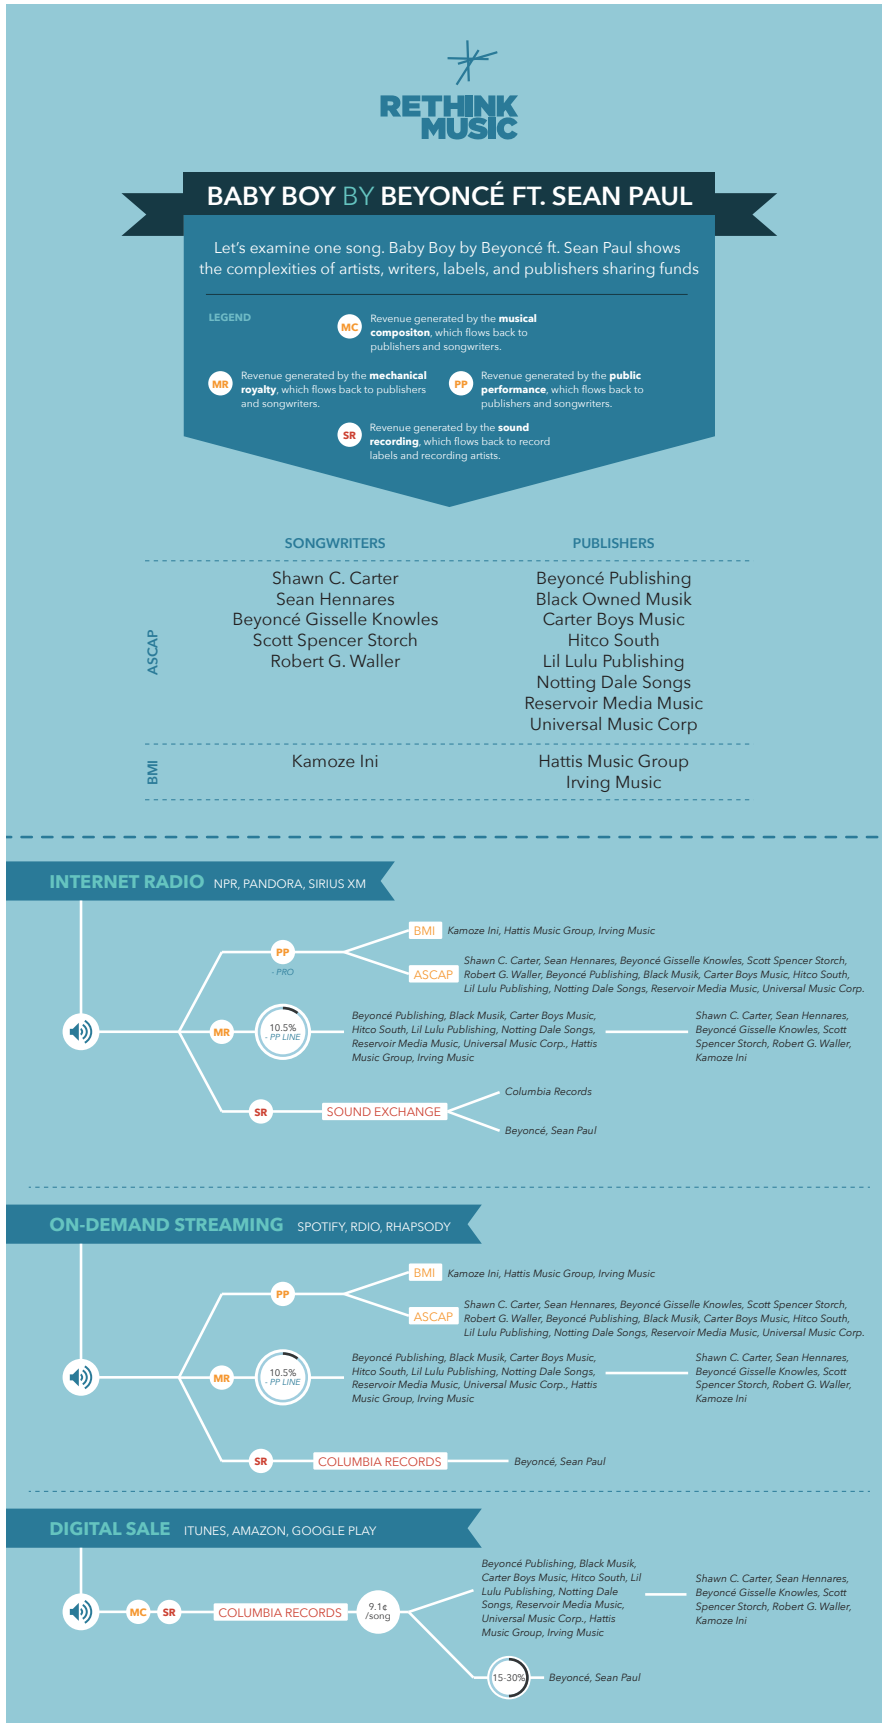 RETHINK
MUSIC
BABY BOY BY BEYONCÉ FT. SEAN PAUL
Let's examine one song. Baby Boy by Beyoncé ft. Sean Paul shows
the complexities of artists, writers, labels, and publishers sharing funds
LEGEND
MC
Revenue generated by the musical
compositon, which flows back to
publishers and songwriters.
MR
Revenue generated by the mechanical
royalty, which flows back to publishers
and songwriters.
PP
Revenue generated by the public
performance, which flows back to
publishers and songwriters.
SR
Revenue generated by the sound
recording, which flows back to record
labels and recording artists.
SONGWRITERS
PUBLISHERS
ASCAP
Shawn C. Carter
Sean Hennares
Beyoncé Gisselle Knowles
Scott Spencer Storch
Robert G. Waller
Beyoncé Publishing
Black Owned Musik
Carter Boys Music
Hitco South
Lil Lulu Publishing
Notting Dale Songs
Reservoir Media Music
Universal Music Corp
BMI
Kamoze Ini
Hattis Music Group
Irving Music
INTERNET RADIO NPR, PANDORA, SIRIUS XM
PP
- PRO
BMI
Kamoze Ini, Hattis Music Group, Irving Music
ASCAP
Shawn C. Carter, Sean Hennares, Beyoncé Gisselle Knowles, Scott Spencer Storch,
Robert G. Waller, Beyoncé Publishing, Black Musik, Carter Boys Music, Hitco South,
Lil Lulu Publishing, Notting Dale Songs, Reservoir Media Music, Universal Music Corp.
MR
10.5%
- PP LINE
Beyoncé Publishing, Black Musik, Carter Boys Music,
Hitco South, Lil Lulu Publishing, Notting Dale Songs,
Reservoir Media Music, Universal Music Corp., Hattis
Music Group, Irving Music
Shawn C. Carter, Sean Hennares,
Beyoncé Gisselle Knowles, Scott
Spencer Storch, Robert G. Waller,
Kamoze Ini
SR
SOUND EXCHANGE
Columbia Records
Beyoncé, Sean Paul
ON-DEMAND STREAMING SPOTIFY, RDIO, RHAPSODY
PP
BMI
Kamoze Ini, Hattis Music Group, Irving Music
ASCAP
Shawn C. Carter, Sean Hennares, Beyoncé Gisselle Knowles, Scott Spencer Storch,
Robert G. Waller, Beyoncé Publishing, Black Musik, Carter Boys Music, Hitco South,
Lil Lulu Publishing, Notting Dale Songs, Reservoir Media Music, Universal Music Corp.
MR
10.5%
- PP LINE
Beyoncé Publishing, Black Musik, Carter Boys Music,
Hitco South, Lil Lulu Publishing, Notting Dale Songs,
Reservoir Media Music, Universal Music Corp., Hattis
Music Group, Irving Music
Shawn C. Carter, Sean Hennares,
Beyoncé Gisselle Knowles, Scott
Spencer Storch, Robert G. Waller,
Kamoze Ini
SR
COLUMBIA RECORDS
Beyoncé, Sean Paul
DIGITAL SALE ITUNES, AMAZON, GOOGLE PLAY
MC
SR
COLUMBIA RECORDS
9.1¢
/song
Beyoncé Publishing, Black Musik,
Carter Boys Music, Hitco South, Lil
Lulu Publishing, Notting Dale
Songs, Reservoir Media Music,
Universal Music Corp., Hattis
Music Group, Irving Music
Shawn C. Carter, Sean Hennares,
Beyoncé Gisselle Knowles, Scott
Spencer Storch, Robert G. Waller,
Kamoze Ini
15-30%
Beyoncé, Sean Paul